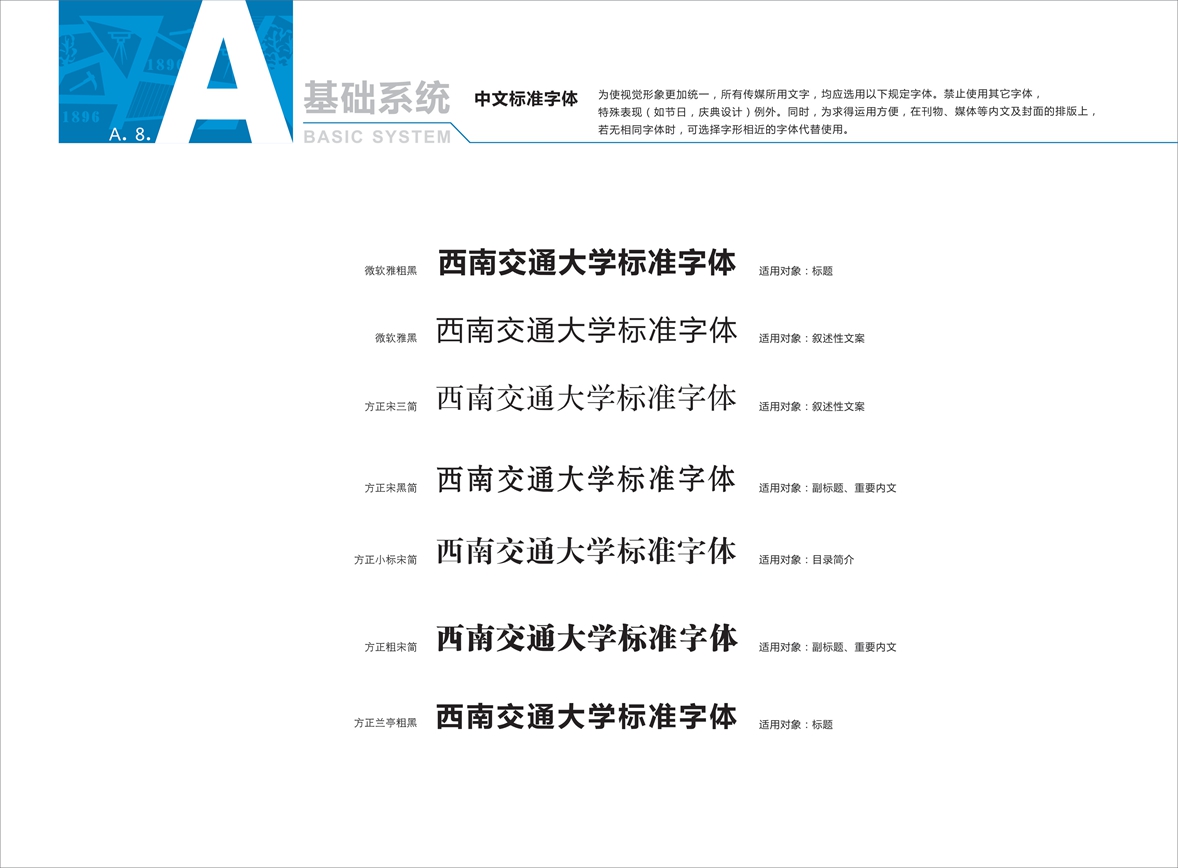 1896
1896
A. 8.
A
基础系统
BASIC SYSTEM
中文标准字体
为使视觉形象更加统一，所有传媒所用文字，均应选用以下规定字体。禁止使用其它字体，
特殊表现（如节日，庆典设计）例外。同时，为求得运用方便，在刊物、媒体等内文及封面的排版上，
若无相同字体时，可选择字形相近的字体代替使用。
微软雅粗黑 西南交通大学标准字体 适用对象：标题
微软雅黑 西南交通大学标准字体 适用对象：叙述性文案
方正宋三简 西南交通大学标准字体 适用对象：叙述性文案
方正宋黑简 西南交通大学标准字体 适用对象：副标题、重要内文
方正小标宋简 西南交通大学标准字体 适用对象：目录简介
方正粗宋简 西南交通大学标准字体 适用对象：副标题、重要内文
方正兰亭粗黑 西南交通大学标准字体 适用对象：标题